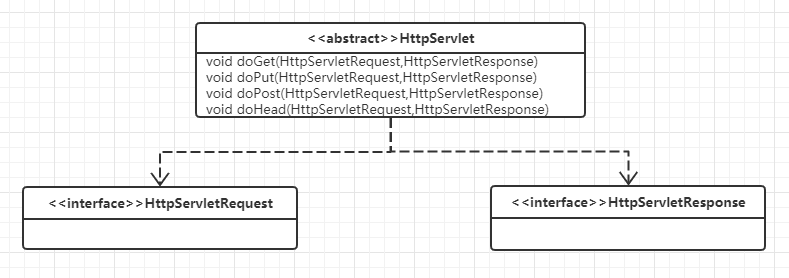 <<abstract>>HttpServlet
void doGet(HttpServletRequest,HttpServletResponse)
void doPut(HttpServletRequest,HttpServletResponse)
void doPost(HttpServletRequest,HttpServletResponse)
void doHead(HttpServletRequest,HttpServletResponse)
<<interface>>HttpServletRequest
<<interface>>HttpServletResponse